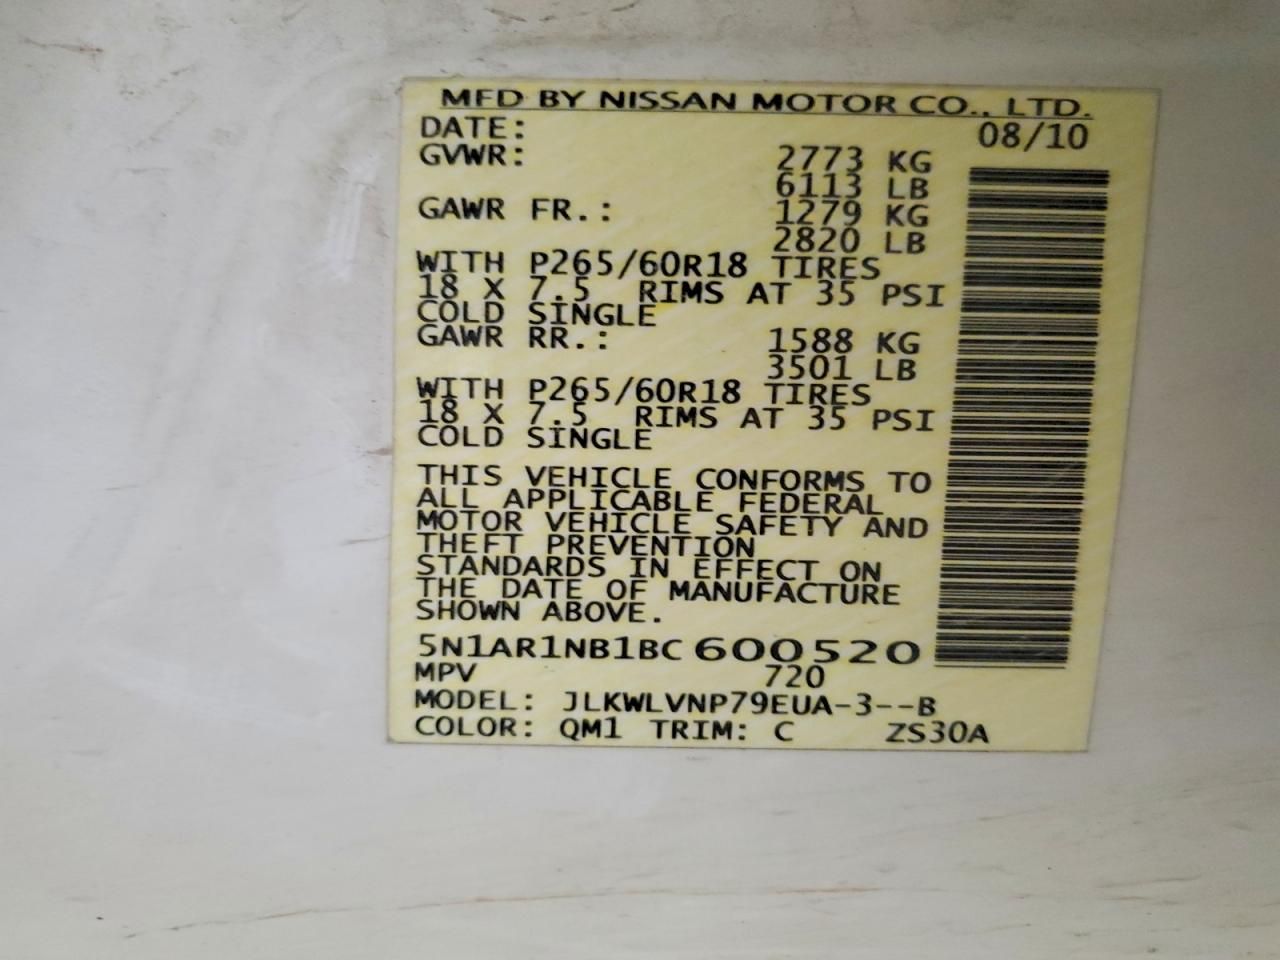 MFD BY NISSAN MOTOR CO., LTD.
DATE: 08/10
GVWR: 2773 KG
6113 LB
GAWR FR.: 1279 KG
2820 LB
WITH P265/60R18 TIRES
18 X 7.5 RIMS AT 35 PSI
COLD SINGLE
GAWR RR.: 1588 KG
3501 LB
WITH P265/60R18 TIRES
18 X 7.5 RIMS AT 35 PSI
COLD SINGLE
THIS VEHICLE CONFORMS TO
ALL APPLICABLE FEDERAL
MOTOR VEHICLE SAFETY AND
THEFT PREVENTION
STANDARDS IN EFFECT ON
THE DATE OF MANUFACTURE
SHOWN ABOVE.
5N1AR1NB1BC600520
MPV 720
MODEL: JLKWLVNP79EUA-3--B
COLOR: QM1 TRIM: C ZS30A